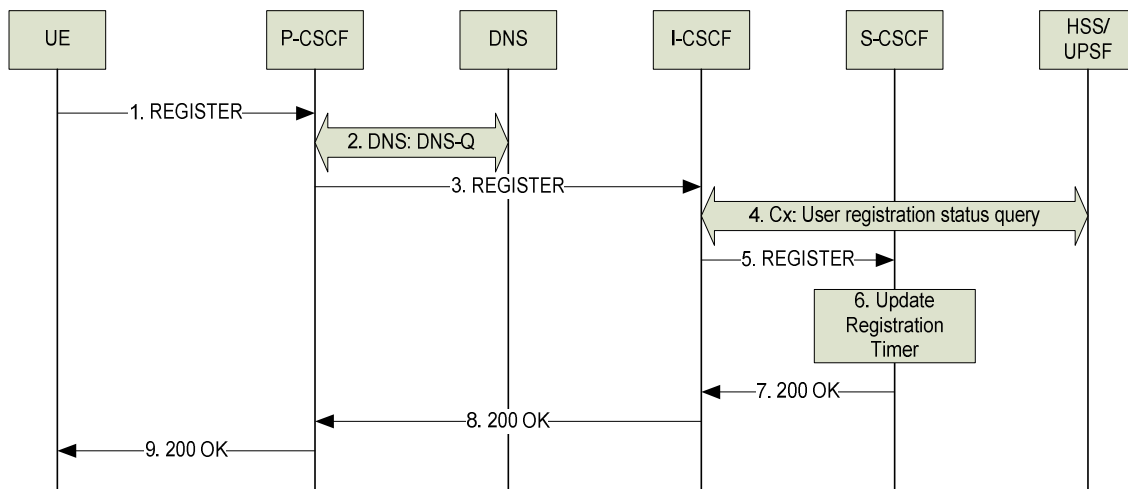 UE
P-CSCF
DNS
I-CSCF
S-CSCF
HSS/
UPSF
1. REGISTER
2. DNS: DNS-Q
3. REGISTER
4. Cx: User registration status query
5. REGISTER
6. Update
Registration
Timer
7. 200 OK
8. 200 OK
9. 200 OK